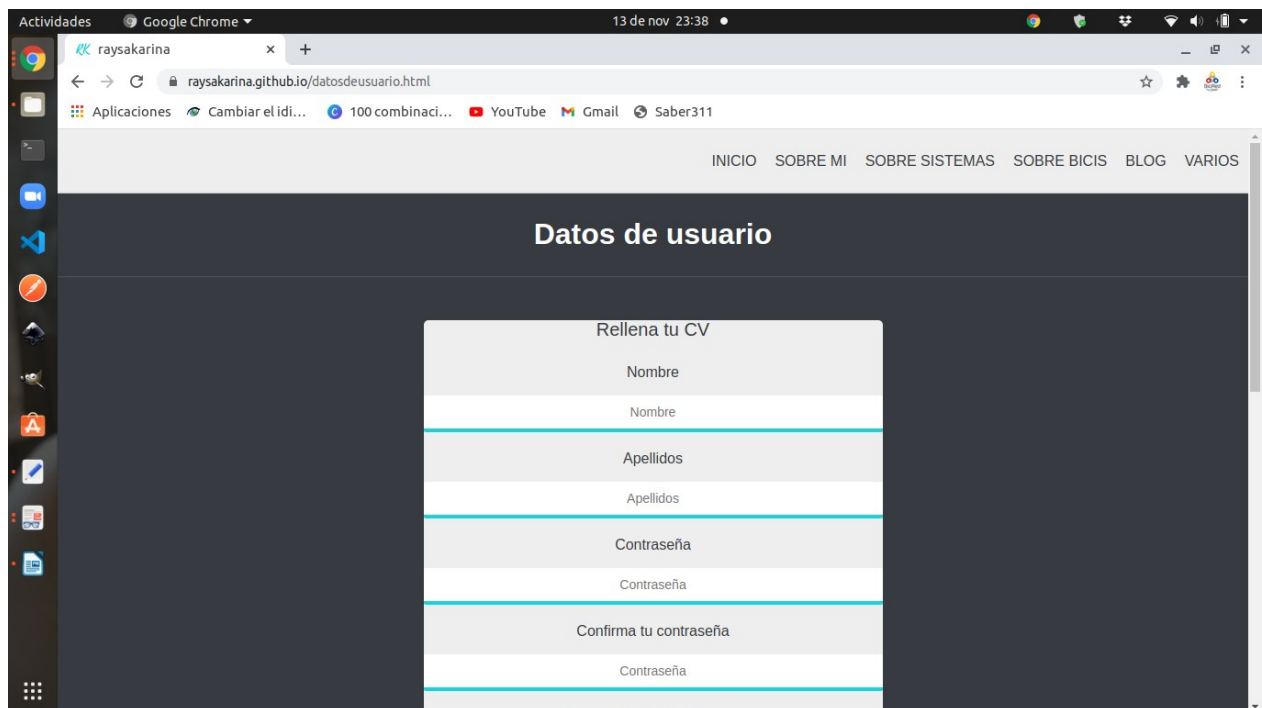 Actividades Google Chrome 13 de nov 23:38
RK raysakarina
raysakarina.github.io/datosdeusuario.html
Aplicaciones Cambiar el idi... 100 combinaci... YouTube Gmail Saber311
INICIO SOBRE MI SOBRE SISTEMAS SOBRE BICIS BLOG VARIOS
Datos de usuario
Rellena tu CV
Nombre
Nombre
Apellidos
Apellidos
Contraseña
Contraseña
Confirma tu contraseña
Contraseña